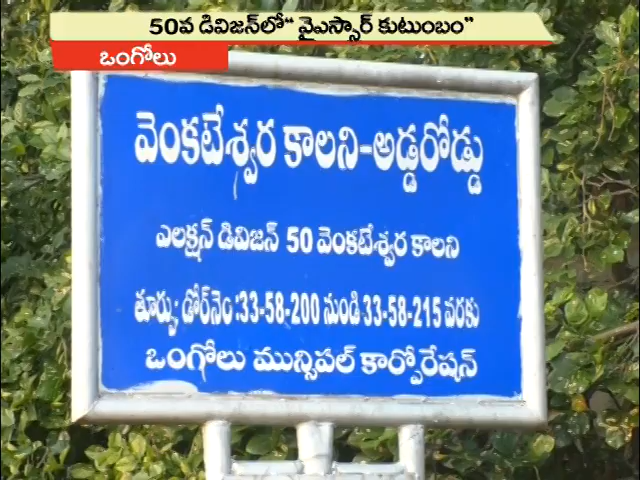 50వ డివిజన్‌లో“ వైఎస్సార్ కుటుంబం”
ఒంగోలు
వెంకటేశ్వర కాలని-అడ్డరోడ్డు
ఎలక్షన్ డివిజన్ 50 వెంకటేశ్వర కాలని
తూర్పు; డోర్‌నెం :33-58-200 నుండి 33-58-215 వరకు
ఒంగోలు మున్సిపల్ కార్పోరేషన్